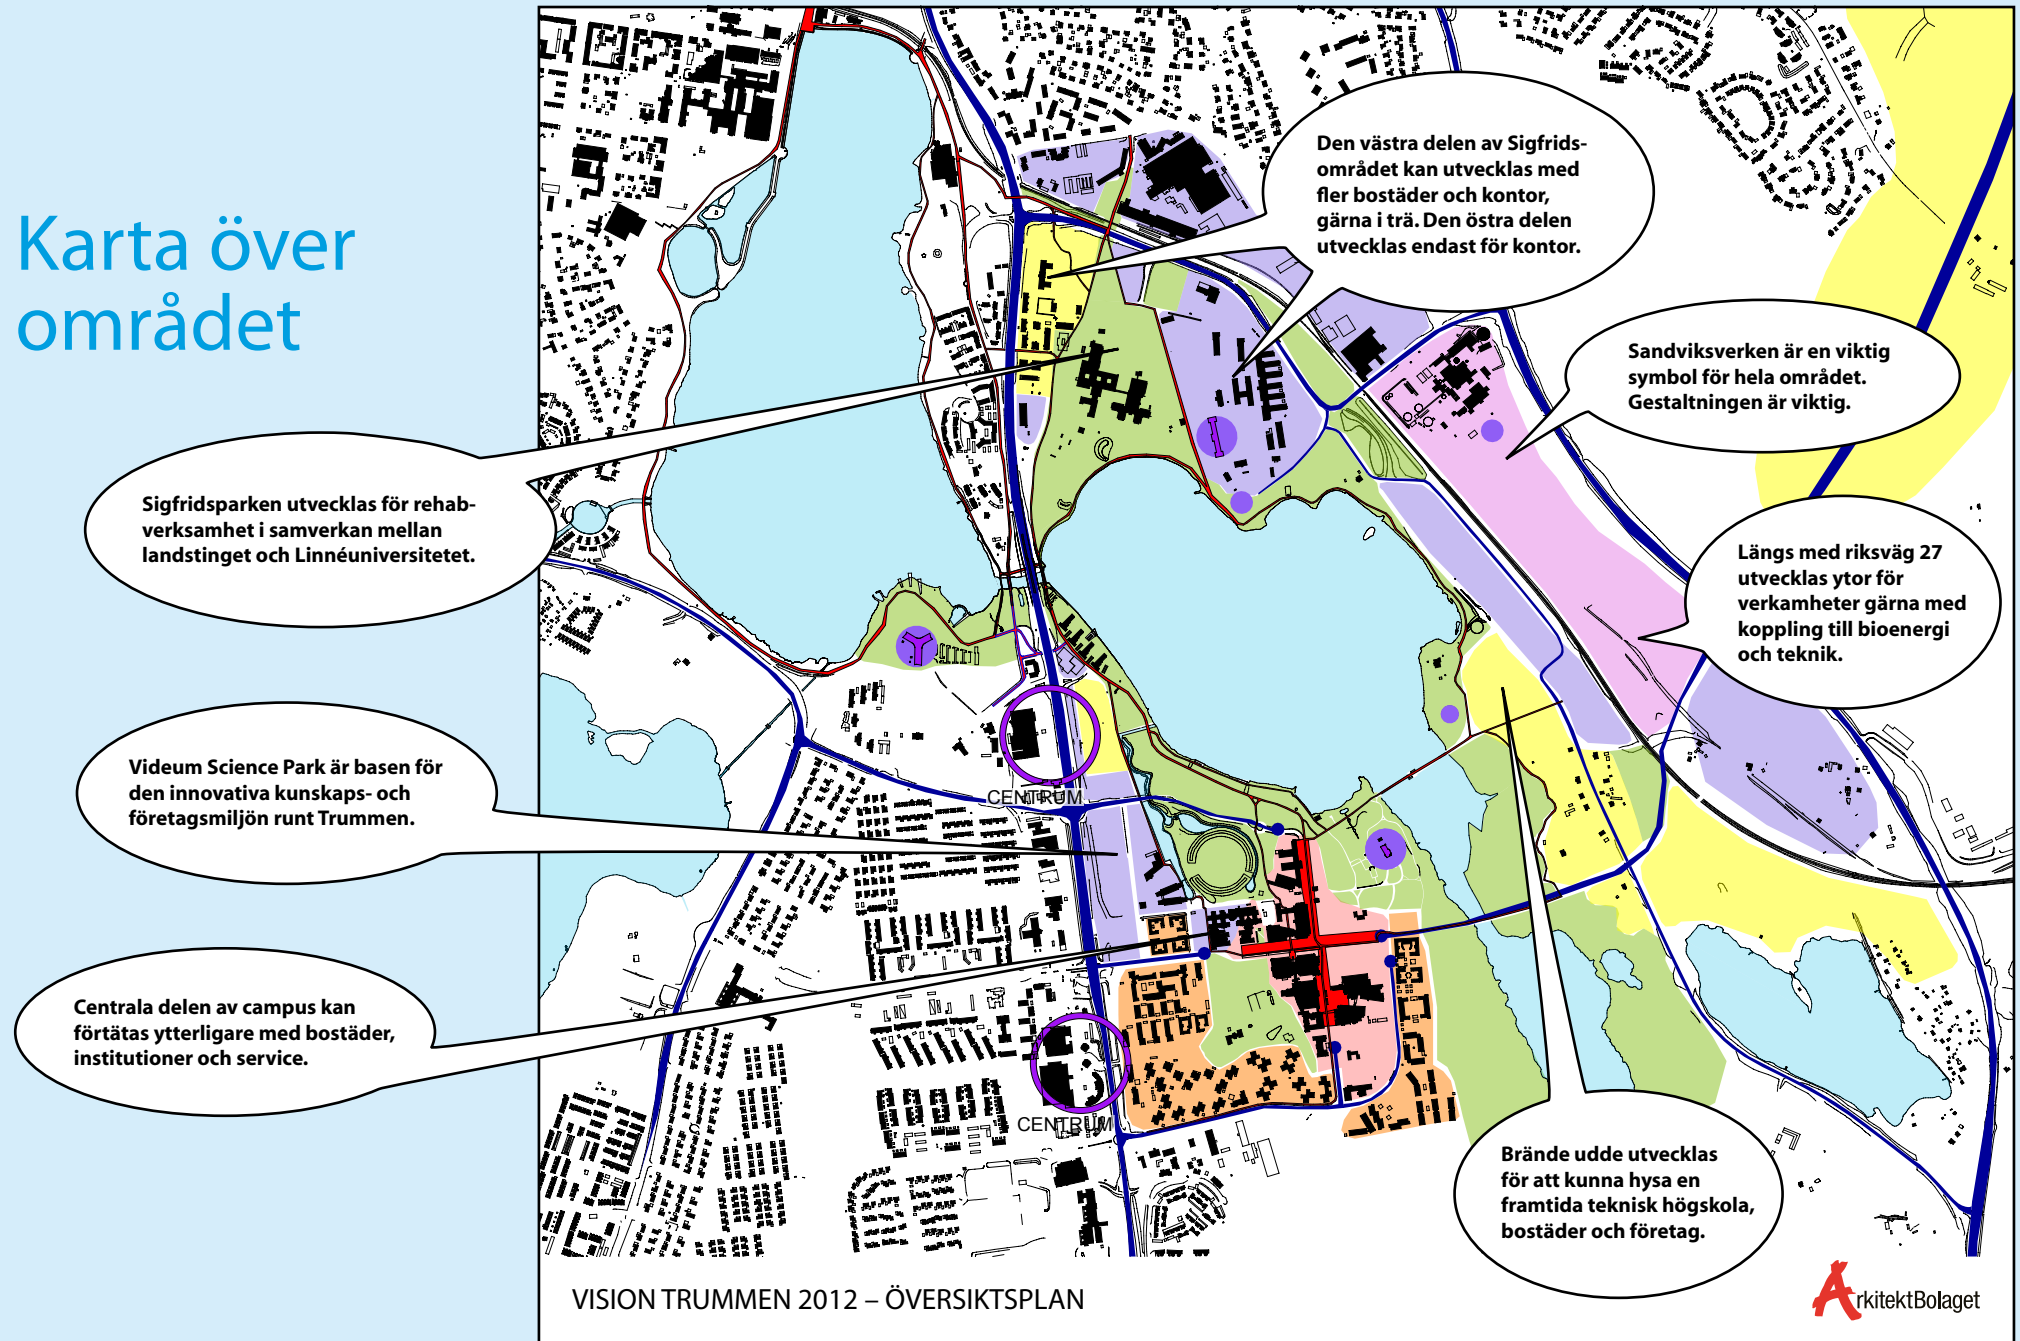 Karta över
området
Den västra delen av Sigfrids-
området kan utvecklas med
fler bostäder och kontor,
gärna i trä. Den östra delen
utvecklas endast för kontor.
Sandviksverken är en viktig
symbol för hela området.
Gestaltningen är viktig.
Sigfridsparken utvecklas för rehab-
verksamhet i samverkan mellan
landstinget och Linnéuniversitetet.
Längs med riksväg 27
utvecklas ytor för
verkamheter gärna med
koppling till bioenergi
och teknik.
Videum Science Park är basen för
den innovativa kunskaps- och
företagsmiljön runt Trummen.
CENTRUM
Centrala delen av campus kan
förtätas ytterligare med bostäder,
institutioner och service.
CENTRUM
Brände udde utvecklas
för att kunna hysa en
framtida teknisk högskola,
bostäder och företag.
VISION TRUMMEN 2012 – ÖVERSIKTSPLAN
ArkitektBolaget